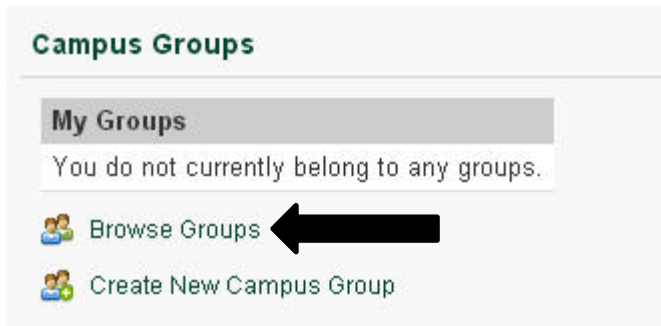 Campus Groups
My Groups
You do not currently belong to any groups.
Browse Groups
Create New Campus Group